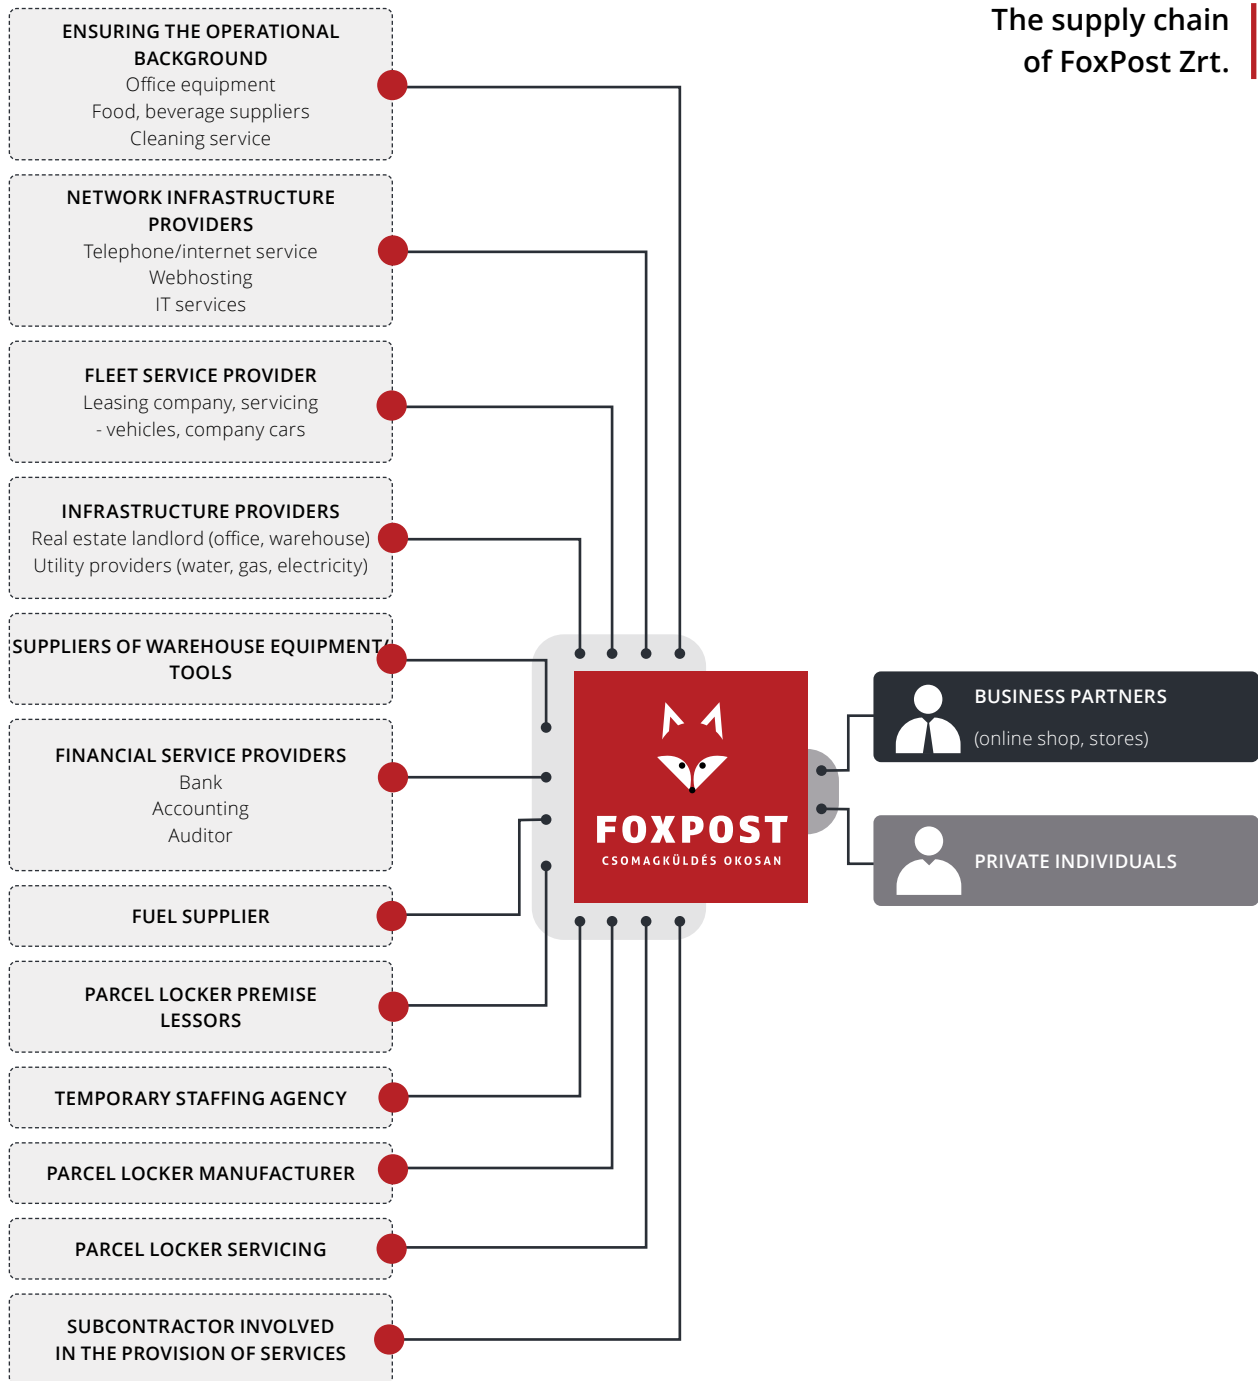 The supply chain
of FoxPost Zrt.
ENSURING THE OPERATIONAL
BACKGROUND
Office equipment
Food, beverage suppliers
Cleaning service
NETWORK INFRASTRUCTURE
PROVIDERS
Telephone/internet service
Webhosting
IT services
FLEET SERVICE PROVIDER
Leasing company, servicing
- vehicles, company cars
INFRASTRUCTURE PROVIDERS
Real estate landlord (office, warehouse)
Utility providers (water, gas, electricity)
SUPPLIERS OF WAREHOUSE EQUIPMENT/
TOOLS
FINANCIAL SERVICE PROVIDERS
Bank
Accounting
Auditor
FUEL SUPPLIER
PARCEL LOCKER PREMISE
LESSORS
TEMPORARY STAFFING AGENCY
PARCEL LOCKER MANUFACTURER
PARCEL LOCKER SERVICING
SUBCONTRACTOR INVOLVED
IN THE PROVISION OF SERVICES
FOXPOST
CSOMAGKÜLDÉS OKOSAN
BUSINESS PARTNERS
(online shop, stores)
PRIVATE INDIVIDUALS